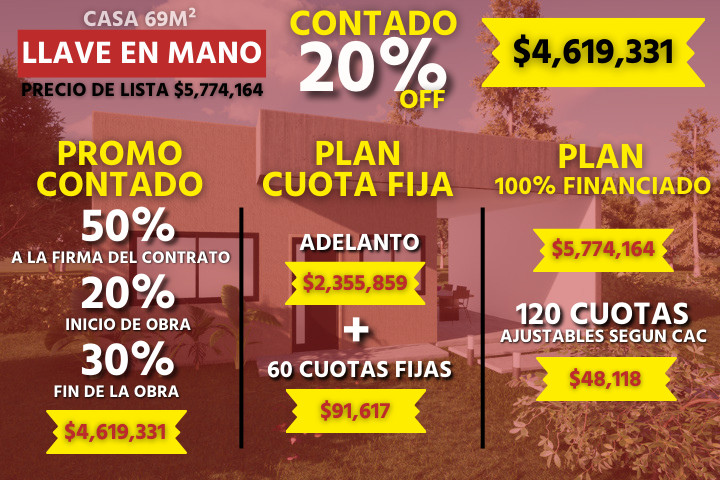 CASA 69M²
LLAVE EN MANO
PRECIO DE LISTA $5,774,164
CONTADO
20%
OFF
$4,619,331
PROMO
CONTADO
50%
A LA FIRMA DEL CONTRATO
20%
INICIO DE OBRA
30%
FIN DE LA OBRA
$4,619,331
PLAN
CUOTA FIJA
ADELANTO
$2,355,859
+
60 CUOTAS FIJAS
$91,617
PLAN
100% FINANCIADO
$5,774,164
120 CUOTAS
AJUSTABLES SEGUN CAC
$48,118